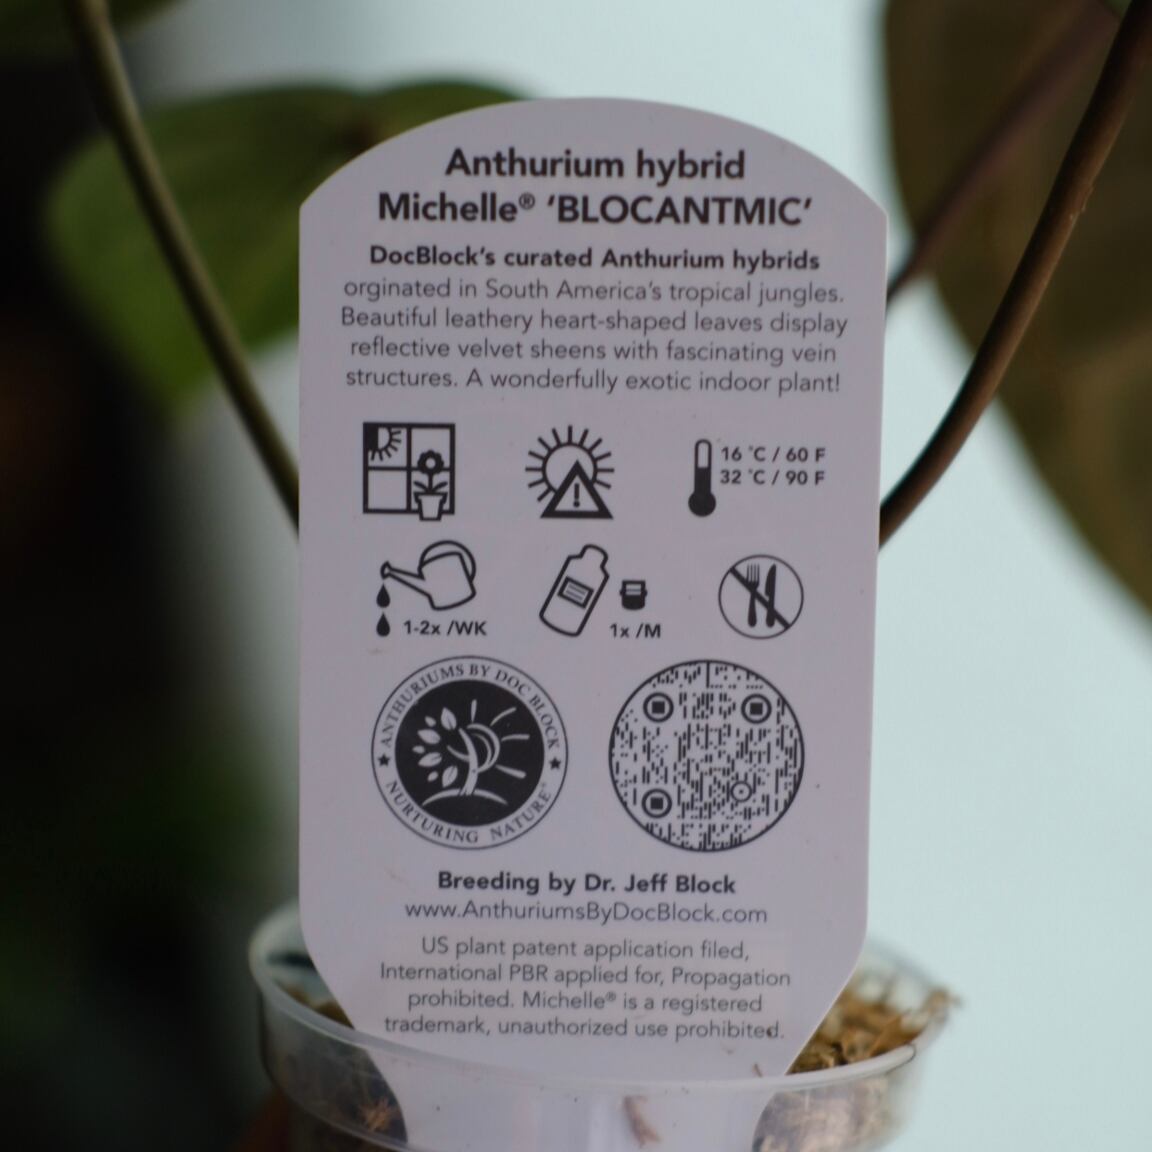 Anthurium hybrid
Michelle® ‘BLOCANTMIC’
DocBlock’s curated Anthurium hybrids
orginated in South America’s tropical jungles.
Beautiful leathery heart-shaped leaves display
reflective velvet sheens with fascinating vein
structures. A wonderfully exotic indoor plant!
16 °C / 60 F
32 °C / 90 F
1-2x /WK
1x /M
ANTHURIUMS BY DOC BLOCK
NURTURING NATURE®
Breeding by Dr. Jeff Block
www.AnthuriumsByDocBlock.com
US plant patent application filed,
International PBR applied for, Propagation
prohibited. Michelle® is a registered
trademark, unauthorized use prohibited.